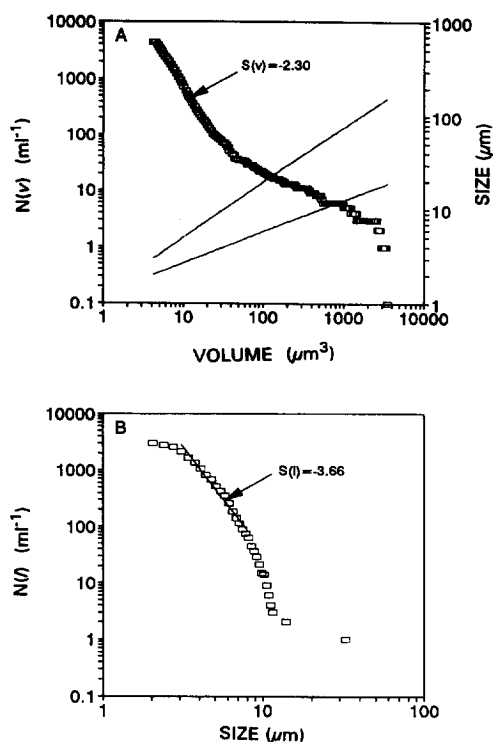 A
S(v)=-2.30
N(v) (ml⁻¹)
10000
1000
100
10
1
0.1
1000
100
10
1
SIZE (µm)
1 10 100 1000 10000
VOLUME (µm³)
B
S(l)=-3.66
N(l) (ml⁻¹)
10000
1000
100
10
1
0.1
1 10 100
SIZE (µm)